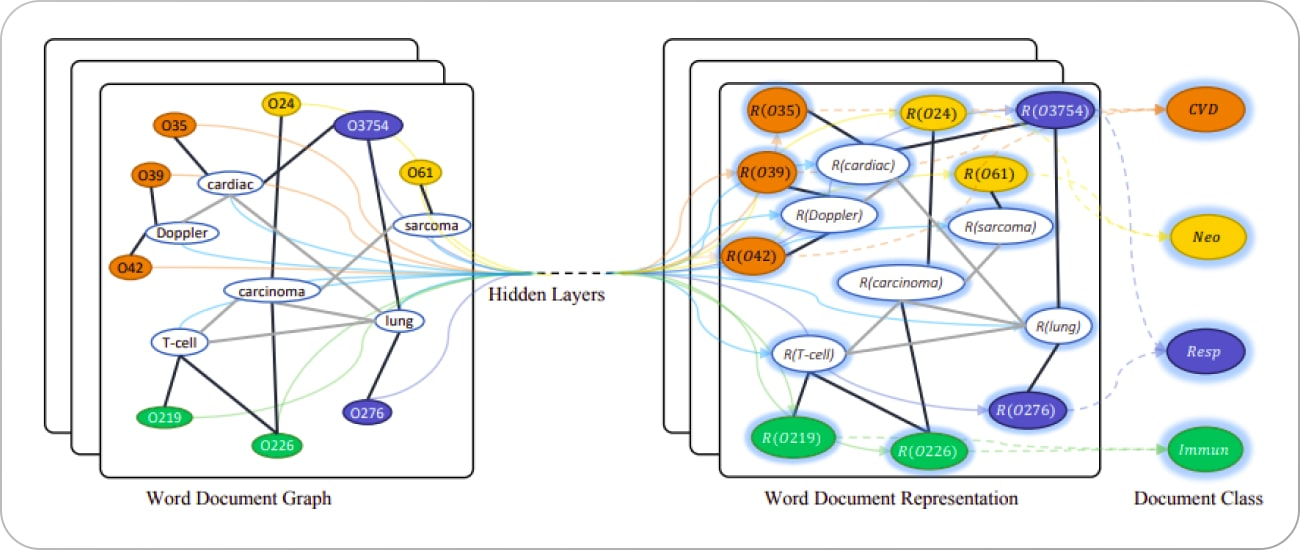 O24
O35
O3754
O39
cardiac
O61
Doppler
sarcoma
O42
carcinoma
lung
T-cell
O219
O276
O226
Word Document Graph
Hidden Layers
R(O35)
R(O24)
R(O3754)
R(O39)
R(cardiac)
R(O61)
R(Doppler)
R(sarcoma)
R(O42)
R(carcinoma)
R(lung)
R(T-cell)
R(O276)
R(O219)
R(O226)
Word Document Representation
CVD
Neo
Resp
Immun
Document Class